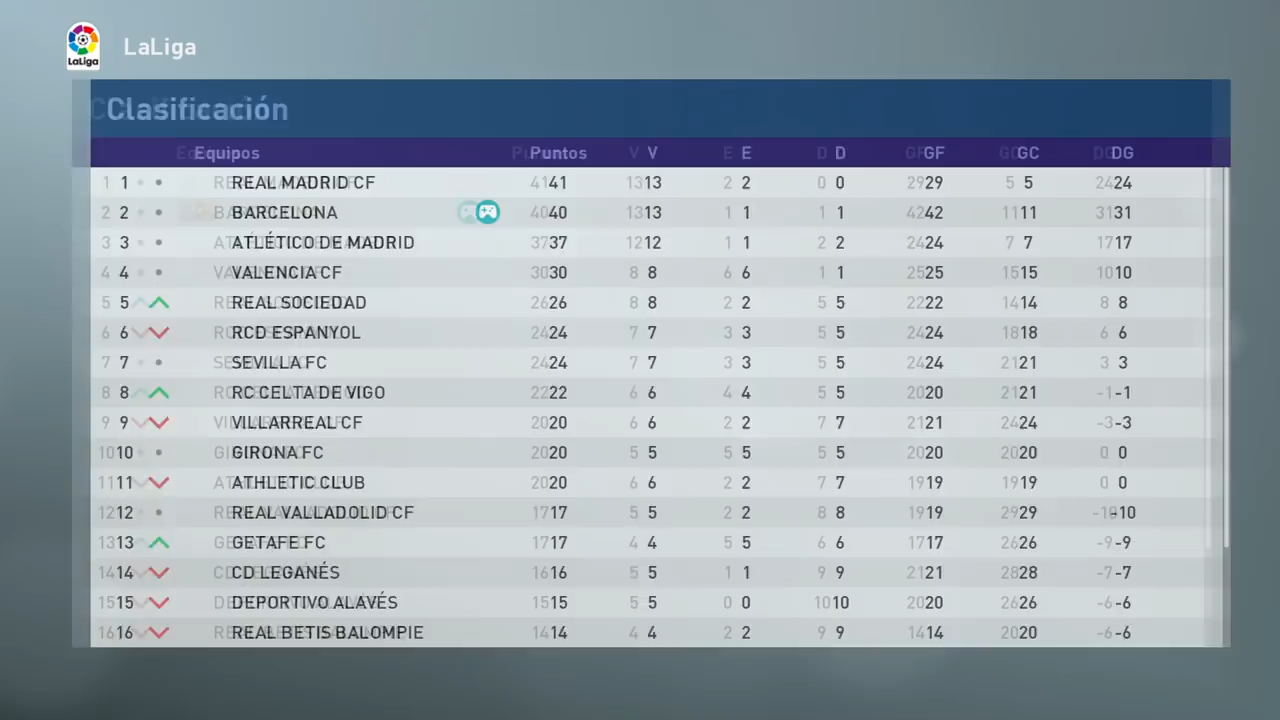 LaLiga
LaLiga
Clasificación
Equipos Puntos V E D GF GC DG
1 REAL MADRID CF 41 13 2 0 29 5 24
2 BARCELONA 40 13 1 1 42 11 31
3 ATLÉTICO DE MADRID 37 12 1 2 24 7 17
4 VALENCIA CF 30 8 6 1 25 15 10
5 REAL SOCIEDAD 26 8 2 5 22 14 8
6 RCD ESPANYOL 24 7 3 5 24 18 6
7 SEVILLA FC 24 7 3 5 24 21 3
8 RC CELTA DE VIGO 22 6 4 5 20 21 -1
9 VILLARREAL CF 20 6 2 7 21 24 -3
10 GIRONA FC 20 5 5 5 20 20 0
11 ATHLETIC CLUB 20 6 2 7 19 19 0
12 REAL VALLADOLID CF 17 5 2 8 19 29 -10
13 GETAFE FC 17 4 5 6 17 26 -9
14 CD LEGANÉS 16 5 1 9 21 28 -7
15 DEPORTIVO ALAVÉS 15 5 0 10 20 26 -6
16 REAL BETIS BALOMPIE 14 4 2 9 14 20 -6